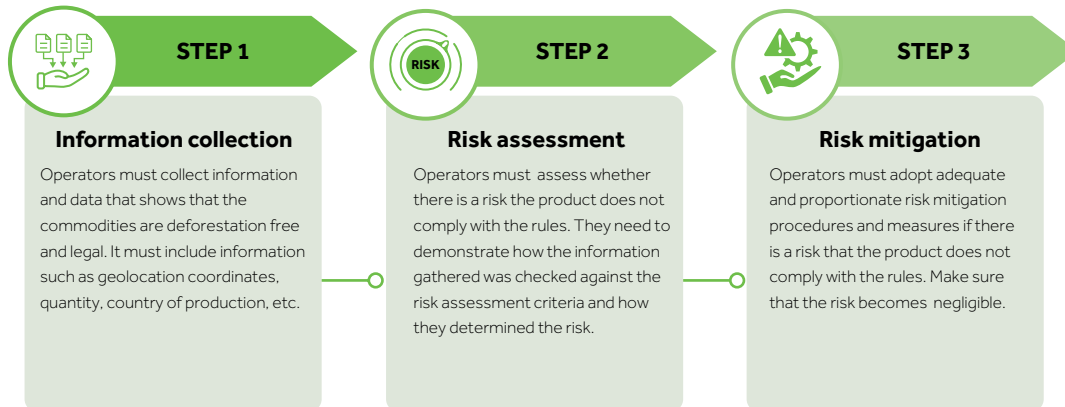 STEP 1
Information collection
Operators must collect information
and data that shows that the
commodities are deforestation free
and legal. It must include information
such as geolocation coordinates,
quantity, country of production, etc.
RISK
STEP 2
Risk assessment
Operators must assess whether
there is a risk the product does not
comply with the rules. They need to
demonstrate how the information
gathered was checked against the
risk assessment criteria and how
they determined the risk.
STEP 3
Risk mitigation
Operators must adopt adequate
and proportionate risk mitigation
procedures and measures if there
is a risk that the product does not
comply with the rules. Make sure
that the risk becomes negligible.